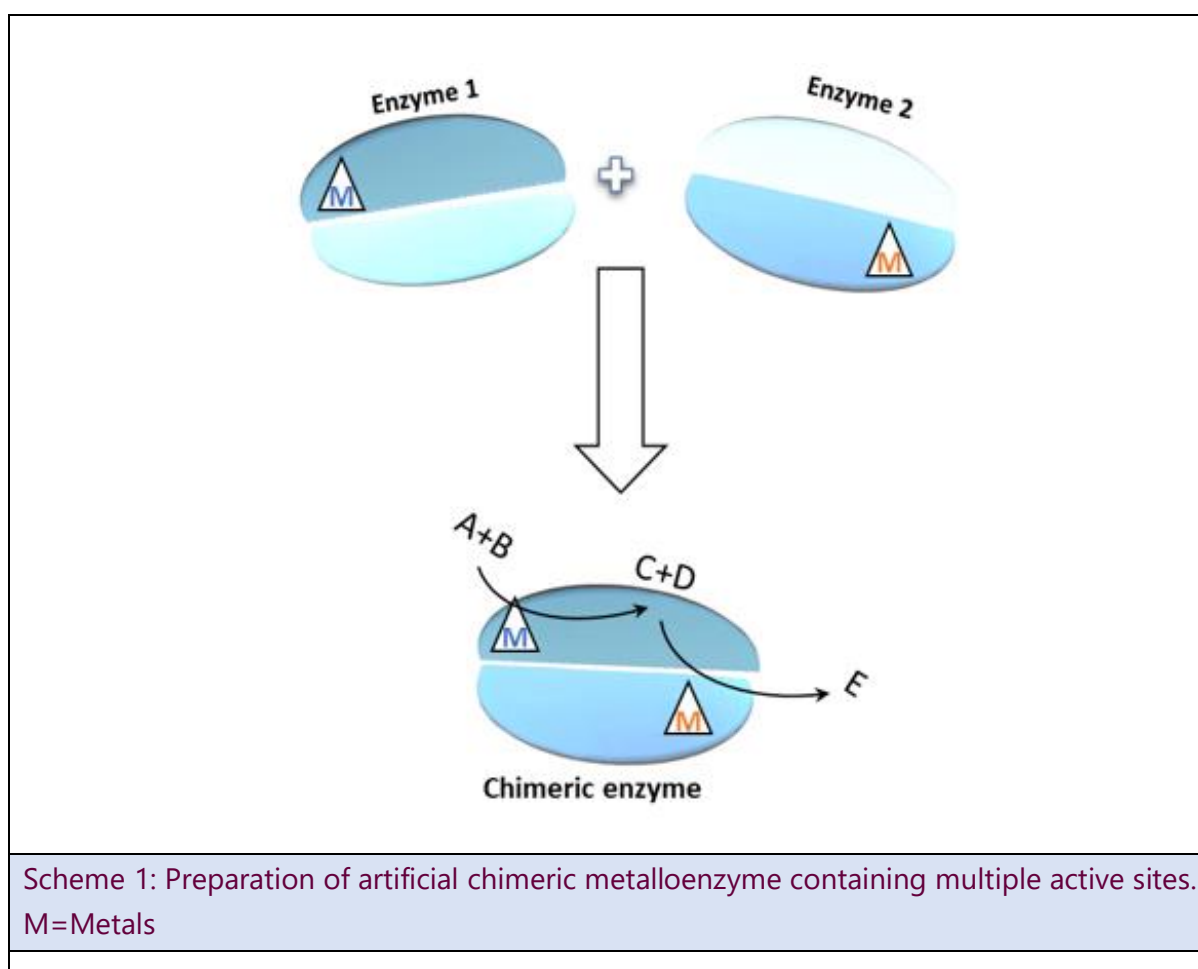 Enzyme 1
Enzyme 2
M
M
A+B
C+D
M
E
M
Chimeric enzyme
Scheme 1: Preparation of artificial chimeric metalloenzyme containing multiple active sites.
M=Metals